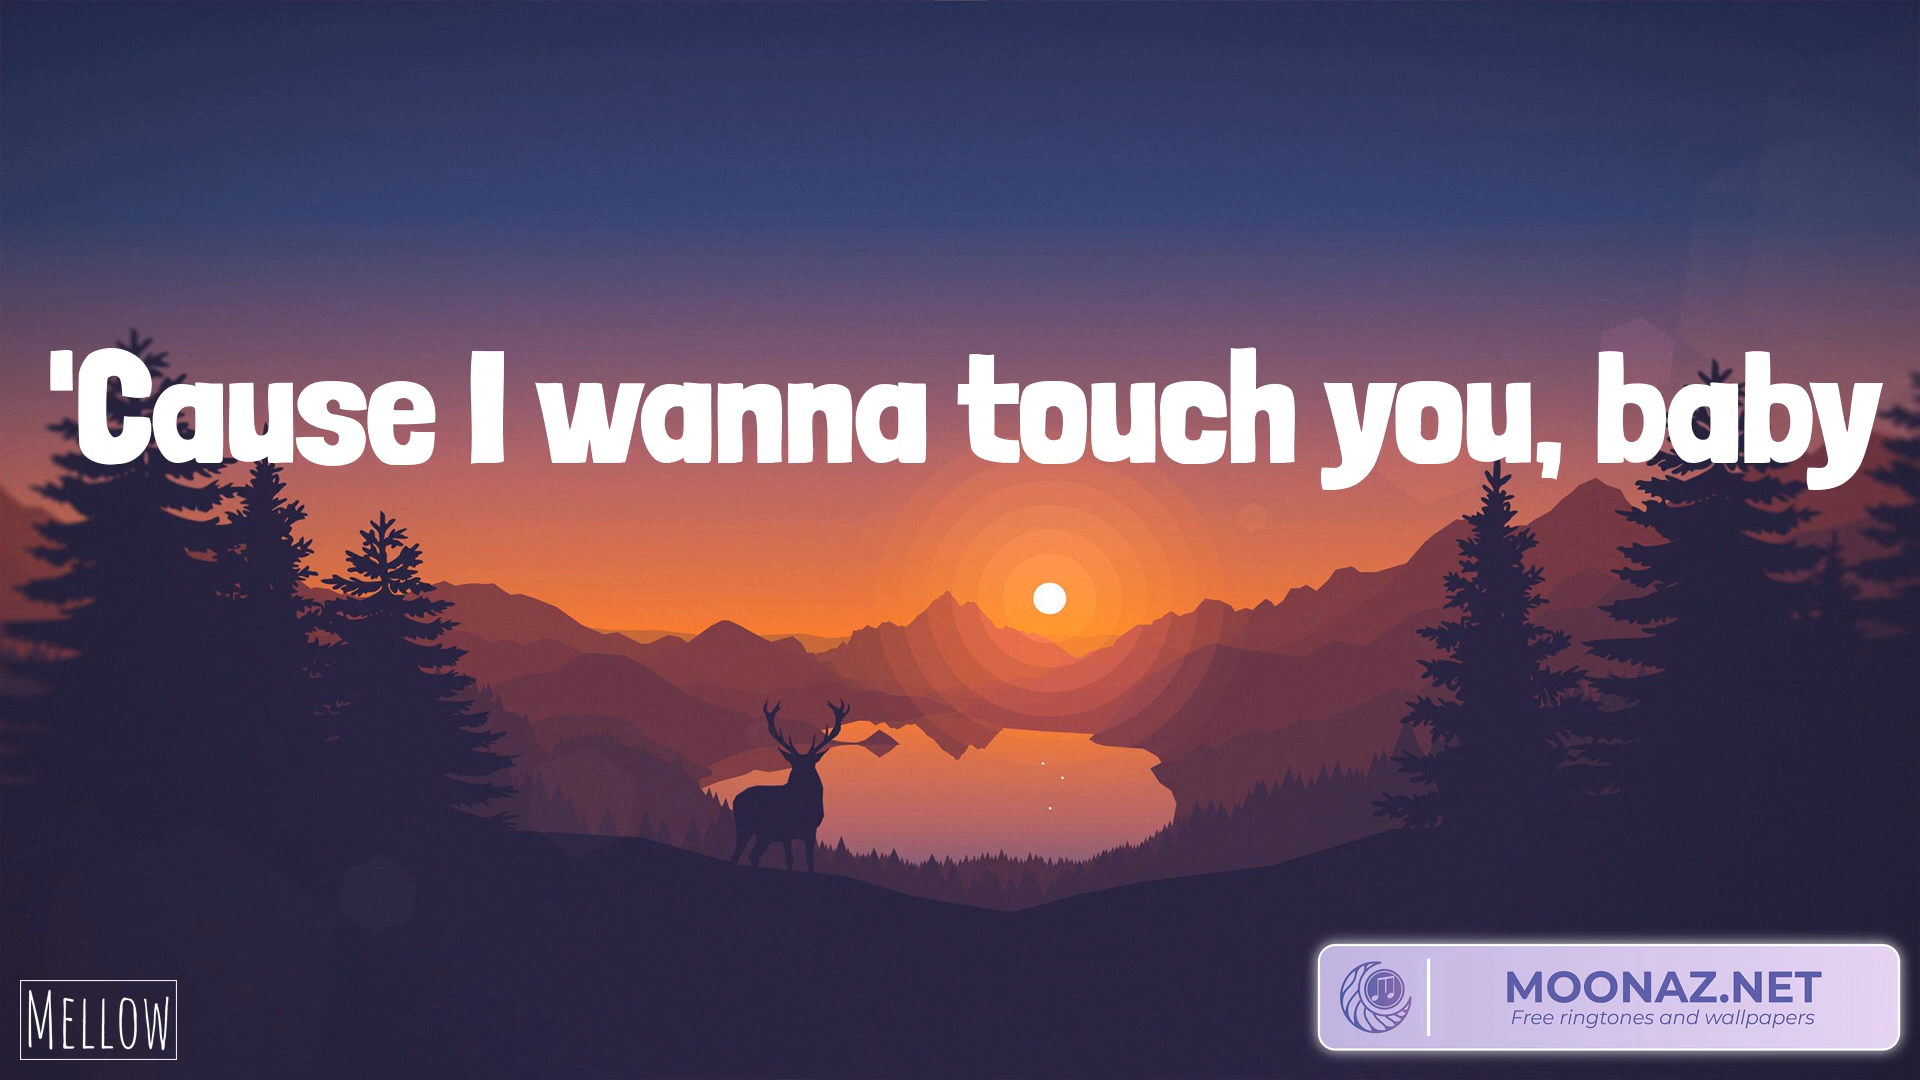 'Cause I wanna touch you, baby
MELLOW
MOONAZ.NET
Free ringtones and wallpapers